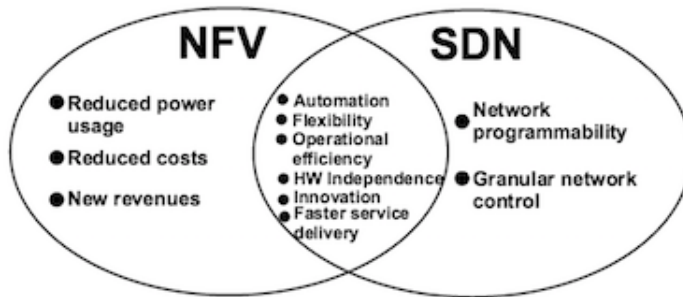 NFV
SDN
Reduced power
usage
Reduced costs
New revenues
Automation
Flexibility
Operational
efficiency
HW Independence
Innovation
Faster service
delivery
Network
programmability
Granular network
control